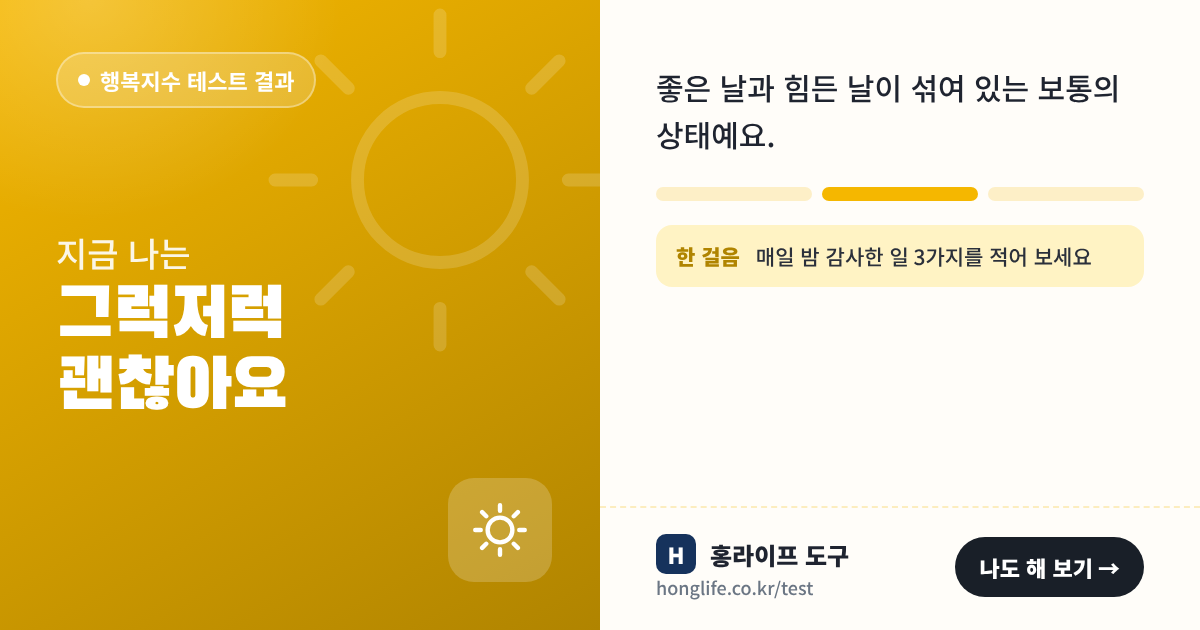 행복지수 테스트 결과
지금 나는
그럭저럭
괜찮아요
좋은 날과 힘든 날이 섞여 있는 보통의
상태예요.
한 걸음 매일 밤 감사한 일 3가지를 적어 보세요
H 홍라이프 도구
honglife.co.kr/test
나도 해 보기 →